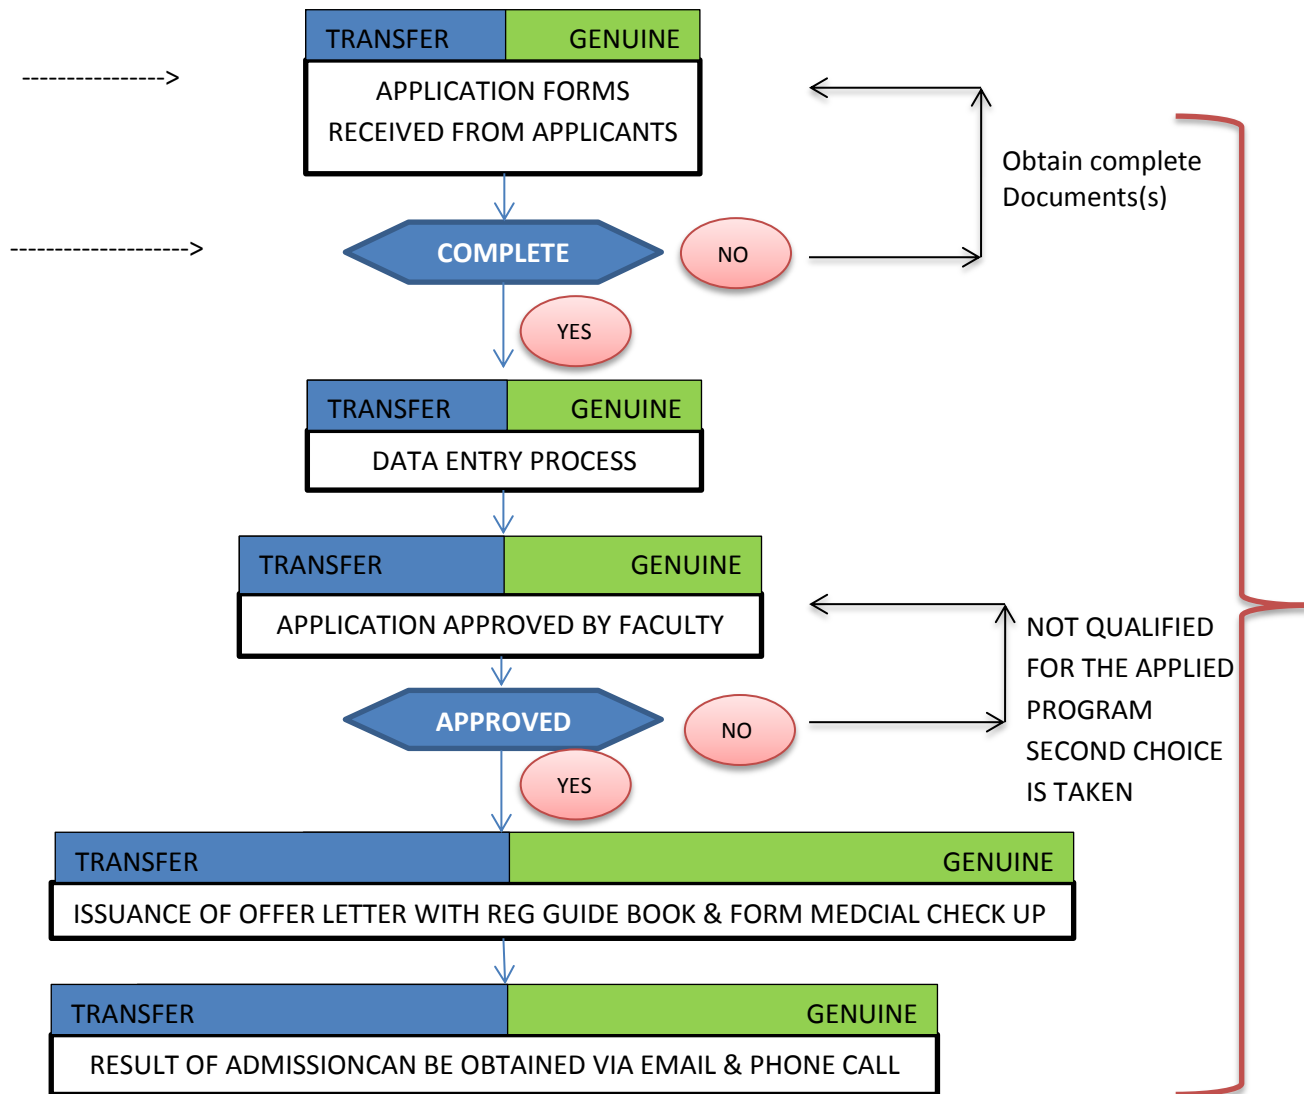 TRANSFER GENUINE
APPLICATION FORMS
RECEIVED FROM APPLICANTS
Obtain complete
Documents(s)
COMPLETE
NO
YES
TRANSFER GENUINE
DATA ENTRY PROCESS
TRANSFER GENUINE
APPLICATION APPROVED BY FACULTY
NOT QUALIFIED
FOR THE APPLIED
PROGRAM
SECOND CHOICE
IS TAKEN
APPROVED
NO
YES
TRANSFER GENUINE
ISSUANCE OF OFFER LETTER WITH REG GUIDE BOOK & FORM MEDCIAL CHECK UP
TRANSFER GENUINE
RESULT OF ADMISSIONCAN BE OBTAINED VIA EMAIL & PHONE CALL